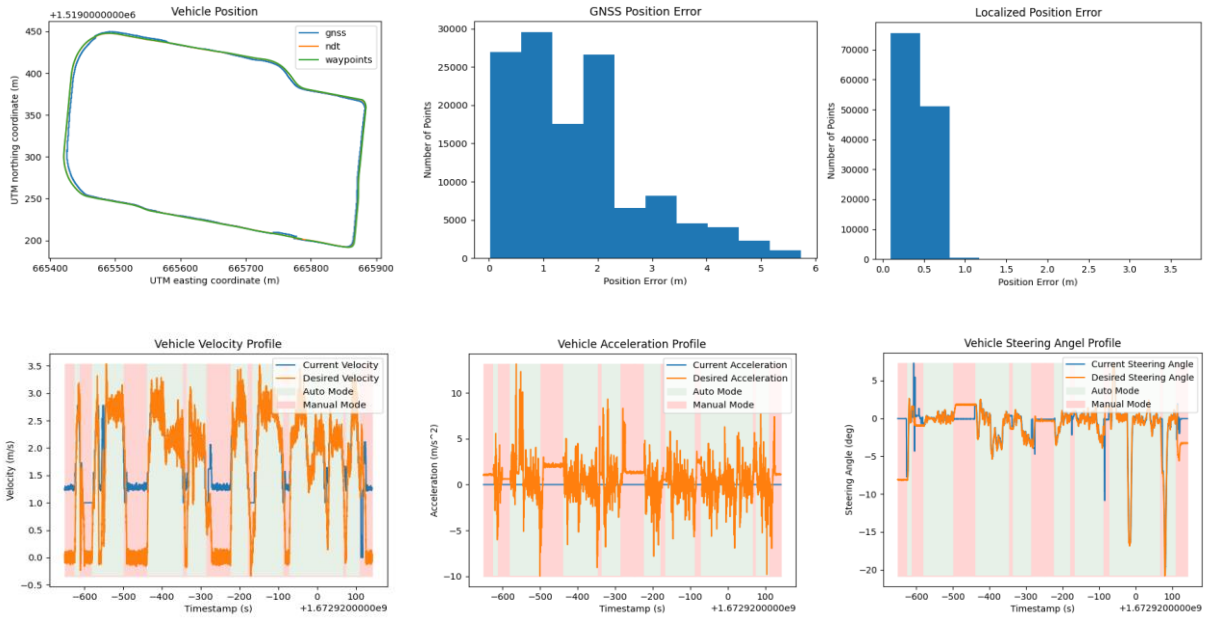 Vehicle Position
+1.5190000000e6
450
400
350
300
250
200
UTM northing coordinate (m)
gnss
ndt
waypoints
665400 665500 665600 665700 665800 665900
UTM easting coordinate (m)
GNSS Position Error
30000
25000
20000
15000
10000
5000
0
Number of Points
0 1 2 3 4 5 6
Position Error (m)
Localized Position Error
70000
60000
50000
40000
30000
20000
10000
0
Number of Points
0.0 0.5 1.0 1.5 2.0 2.5 3.0 3.5
Position Error (m)
Vehicle Velocity Profile
3.5
3.0
2.5
2.0
1.5
1.0
0.5
0.0
−0.5
Velocity (m/s)
Current Velocity
Desired Velocity
Auto Mode
Manual Mode
−600 −500 −400 −300 −200 −100 0 100
Timestamp (s)
+1.6729200000e9
Vehicle Acceleration Profile
10
5
0
−5
−10
Acceleration (m/s^2)
Current Acceleration
Desired Acceleration
Auto Mode
Manual Mode
−600 −500 −400 −300 −200 −100 0 100
Timestamp (s)
+1.6729200000e9
Vehicle Steering Angel Profile
5
0
−5
−10
−15
−20
Steering Angle (deg)
Current Steering Angle
Desired Steering Angle
Auto Mode
Manual Mode
−600 −500 −400 −300 −200 −100 0 100
Timestamp (s)
+1.6729200000e9